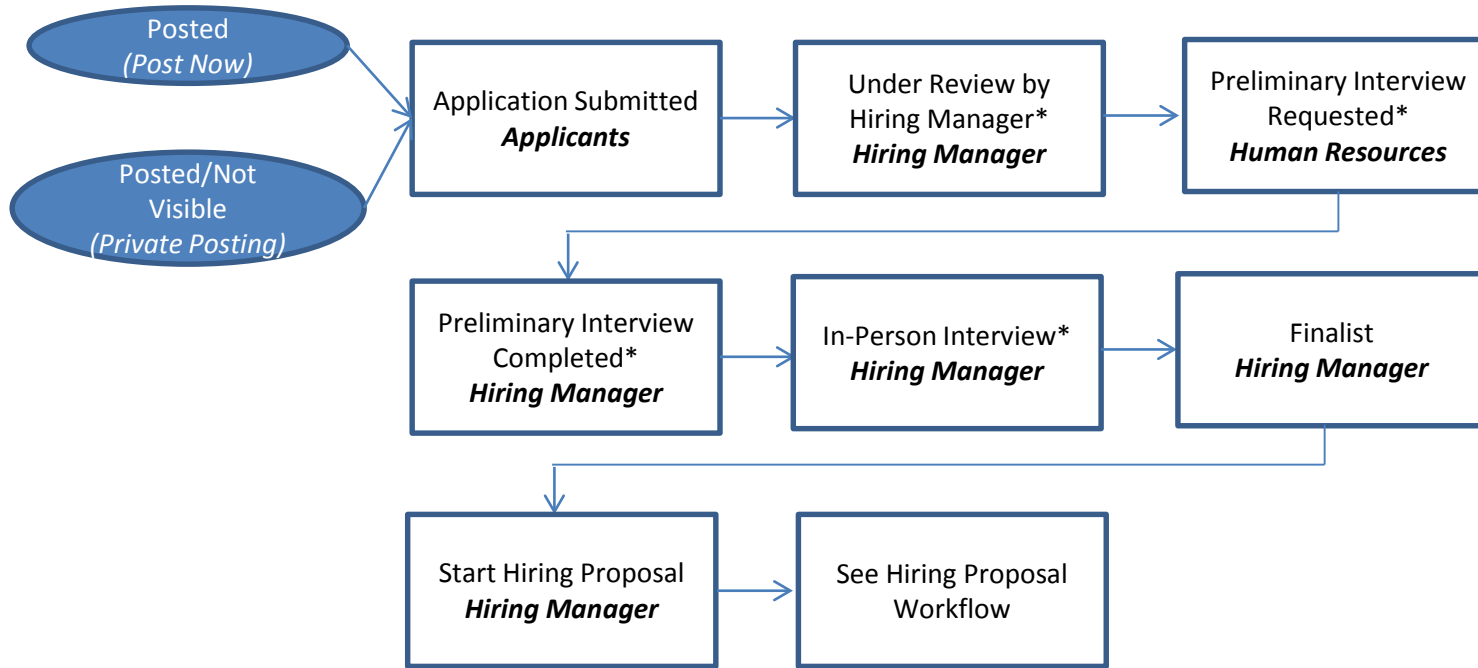 Posted
(Post Now)
Posted/Not
Visible
(Private Posting)
Application Submitted
Applicants
Under Review by
Hiring Manager*
Hiring Manager
Preliminary Interview
Requested*
Human Resources
Preliminary Interview
Completed*
Hiring Manager
In-Person Interview*
Hiring Manager
Finalist
Hiring Manager
Start Hiring Proposal
Hiring Manager
See Hiring Proposal
Workflow